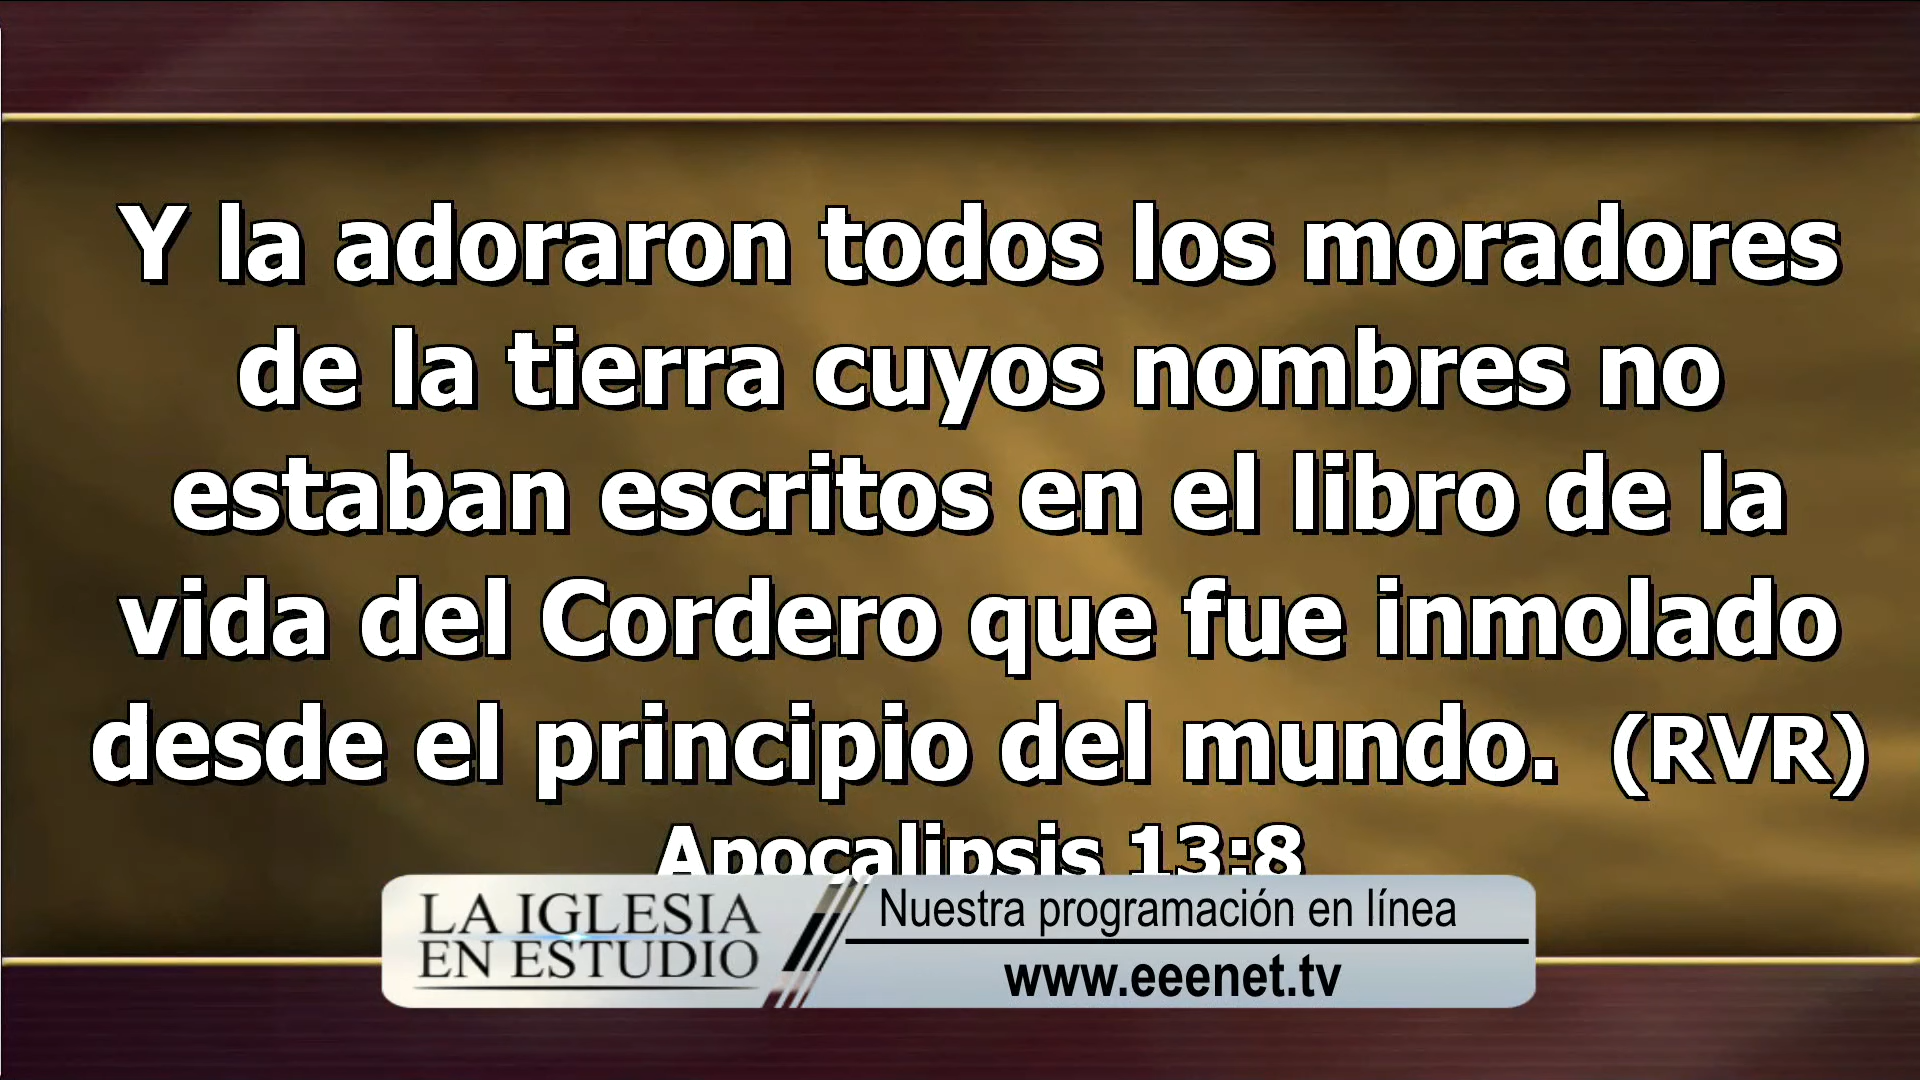 Y la adoraron todos los moradores
de la tierra cuyos nombres no
estaban escritos en el libro de la
vida del Cordero que fue inmolado
desde el principio del mundo. (RVR)
Apocalipsis 13:8
LA IGLESIA
EN ESTUDIO
Nuestra programación en línea
www.eeenet.tv